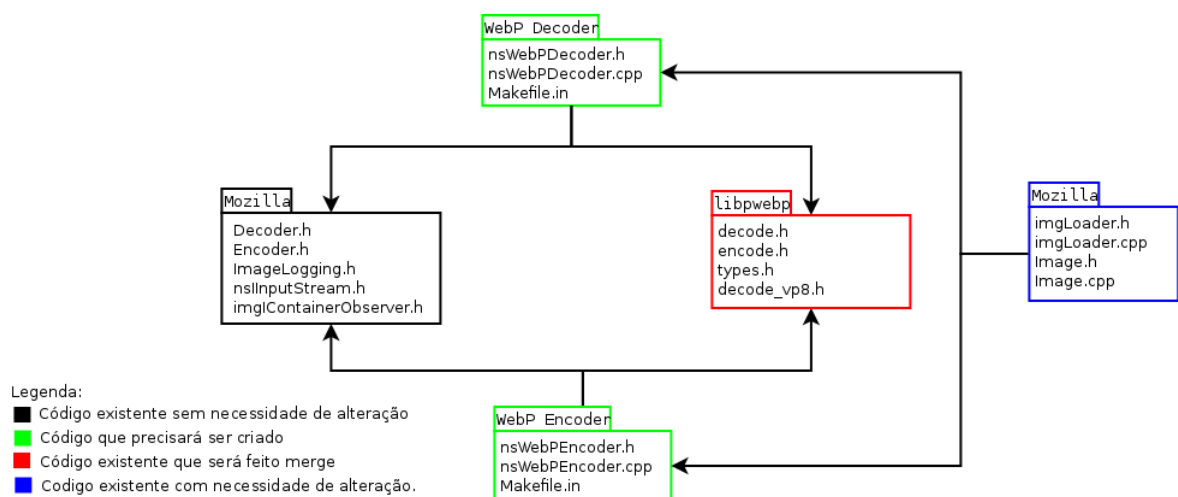 WebP Decoder
nsWebPDecoder.h
nsWebPDecoder.cpp
Makefile.in
Mozilla
Decoder.h
Encoder.h
ImageLogging.h
nsIInputStream.h
imgIContainerObserver.h
libpwebp
decode.h
encode.h
types.h
decode_vp8.h
Mozilla
imgLoader.h
imgLoader.cpp
Image.h
Image.cpp
WebP Encoder
nsWebPEncoder.h
nsWebPEncoder.cpp
Makefile.in
Legenda:
Código existente sem necessidade de alteração
Código que precisará ser criado
Código existente que será feito merge
Codigo existente com necessidade de alteração.